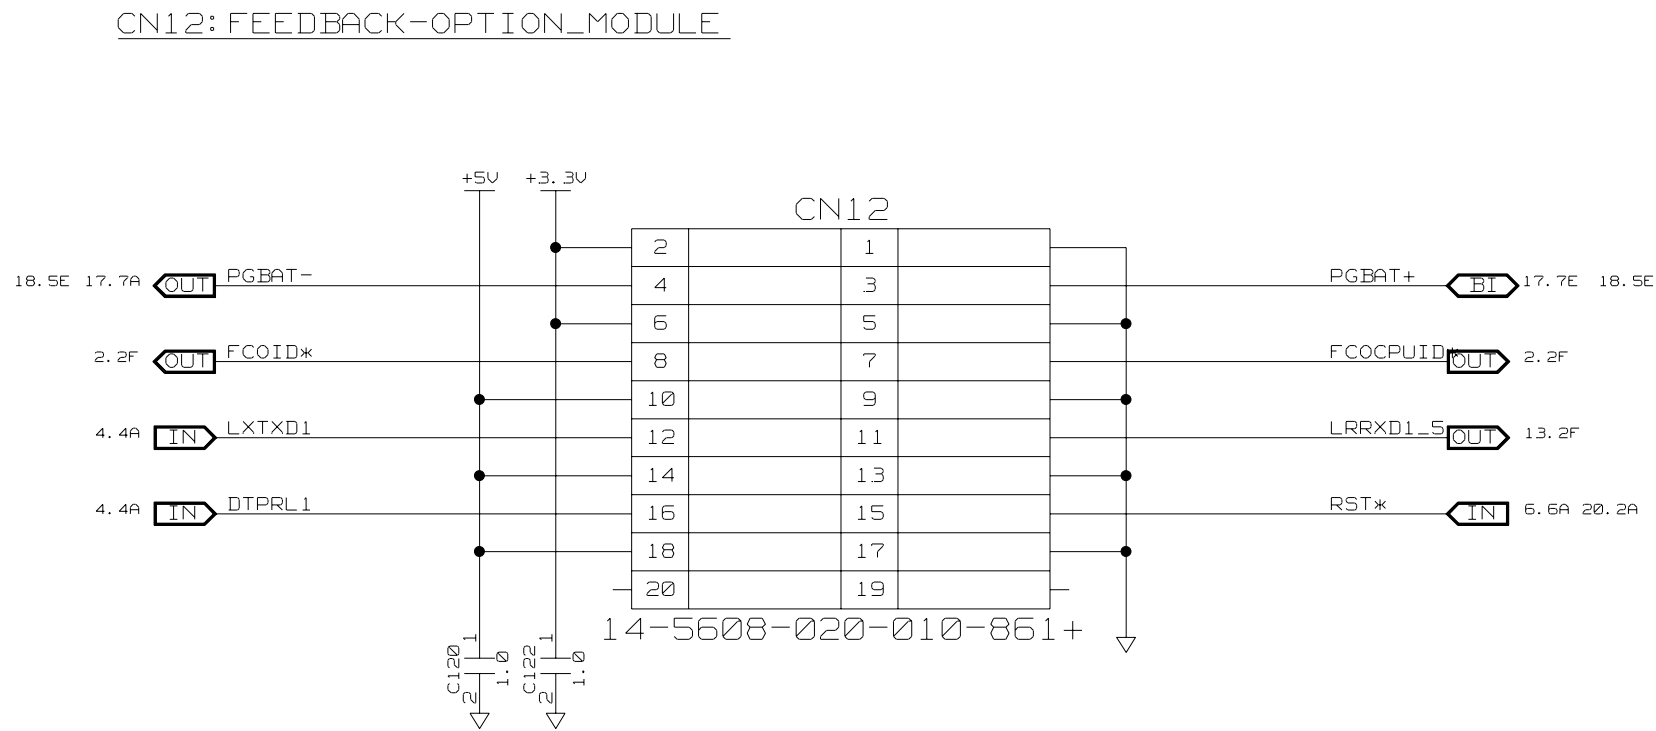 CN12:FEEDBACK-OPTION_MODULE
+5V +3.3V
CN12
2 1
18.5E 17.7A OUT PGBAT- 4 3 PGBAT+ BI 17.7E 18.5E
6 5
2.2F OUT FCOID* 8 7 FCOCPUID* OUT 2.2F
10 9
4.4A IN LXTXD1 12 11 LRRXD1_5 OUT 13.2F
14 13
4.4A IN DTPRL1 16 15 RST* IN 6.6A 20.2A
18 17
20 19
14-5608-020-010-861+
C120 1 2 1.0
C122 1 2 1.0